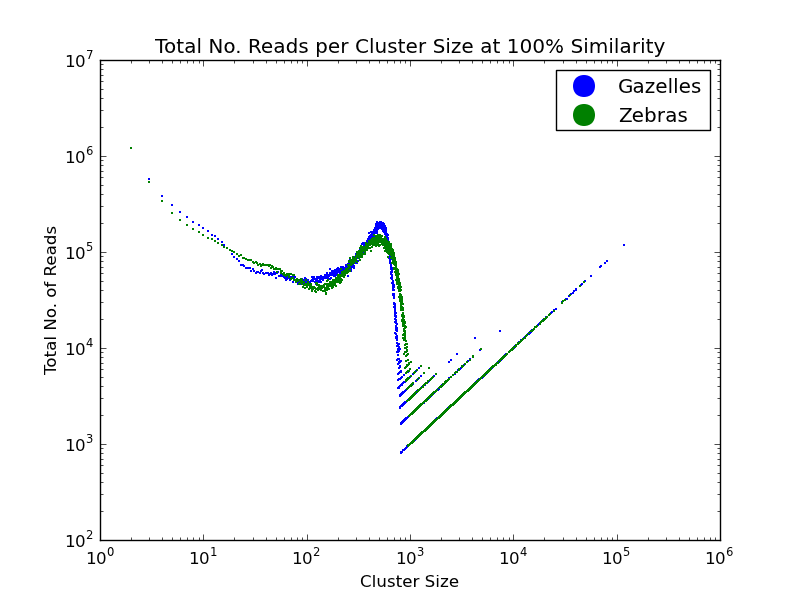 Total No. Reads per Cluster Size at 100% Similarity
Gazelles
Zebras
Total No. of Reads
10^7
10^6
10^5
10^4
10^3
10^2
10^0 10^1 10^2 10^3 10^4 10^5 10^6
Cluster Size